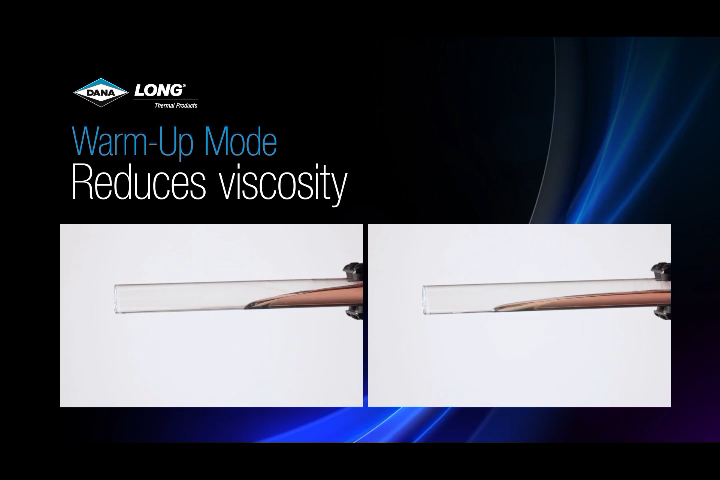 DANA LONG®
Thermal Products
Warm-Up Mode
Reduces viscosity